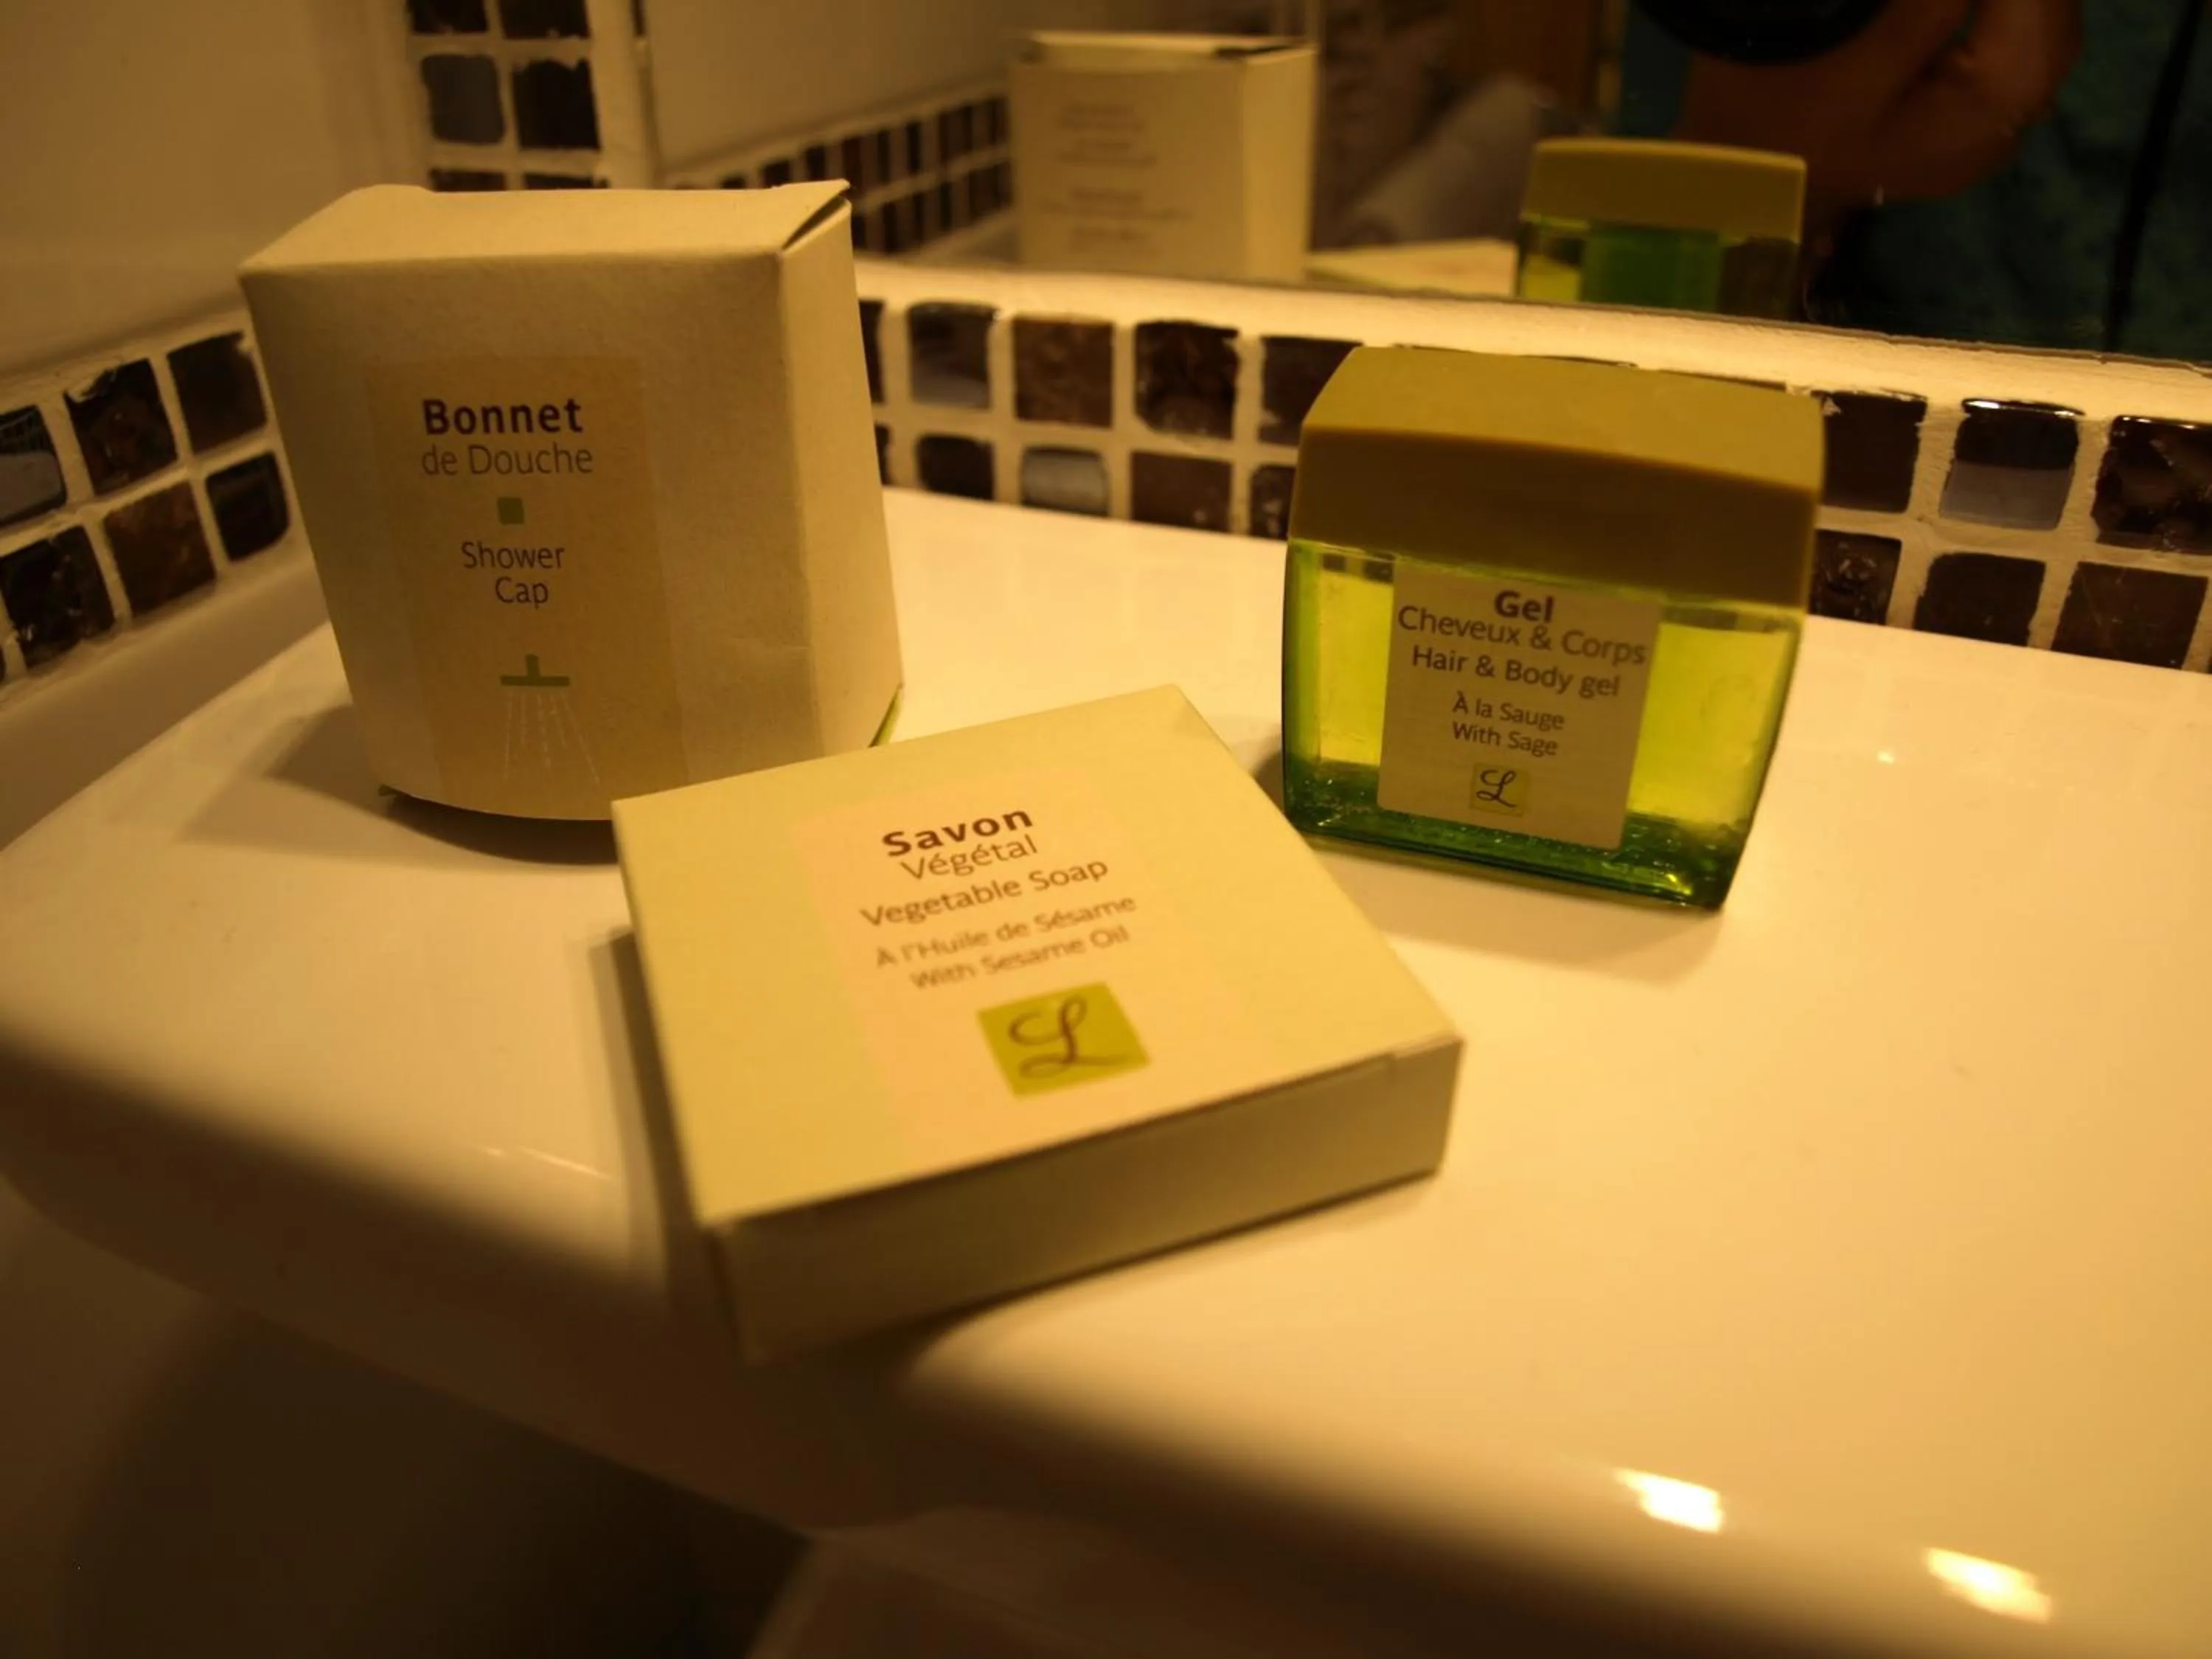 Bonnet
de Douche
Shower
Cap
Gel
Cheveux & Corps
Hair & Body gel
À la Sauge
With Sage
L
Savon
Végétal
Vegetable Soap
À l'Huile de Sésame
With Sesame Oil
L